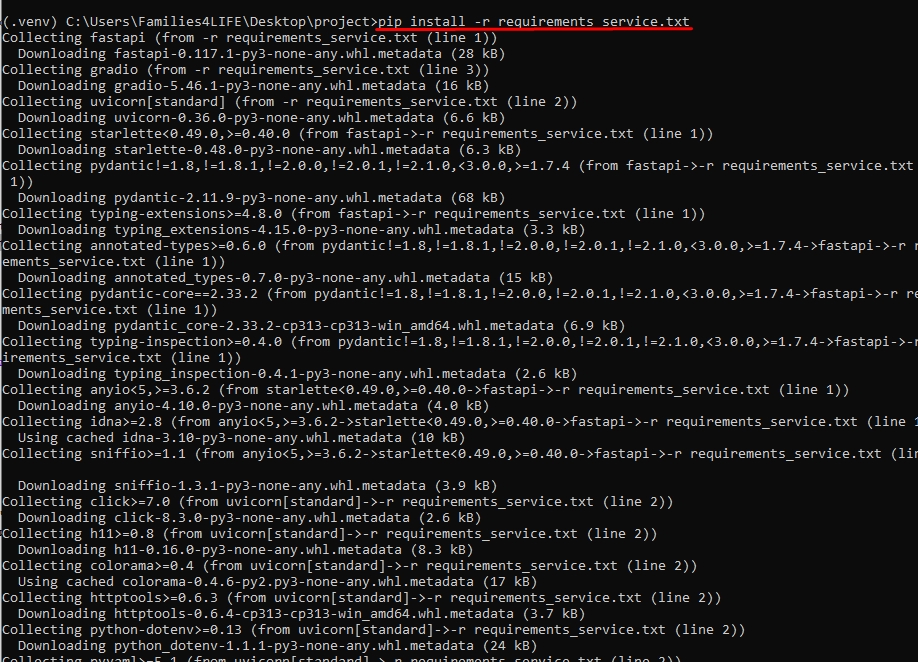 (.venv) C:\Users\Families4LIFE\Desktop\project>pip install -r requirements_service.txt
Collecting fastapi (from -r requirements_service.txt (line 1))
  Downloading fastapi-0.117.1-py3-none-any.whl.metadata (28 kB)
Collecting gradio (from -r requirements_service.txt (line 3))
  Downloading gradio-5.46.1-py3-none-any.whl.metadata (16 kB)
Collecting uvicorn[standard] (from -r requirements_service.txt (line 2))
  Downloading uvicorn-0.36.0-py3-none-any.whl.metadata (6.6 kB)
Collecting starlette<0.49.0,>=0.40.0 (from fastapi->-r requirements_service.txt (line 1))
  Downloading starlette-0.48.0-py3-none-any.whl.metadata (6.3 kB)
Collecting pydantic!=1.8,!=1.8.1,!=2.0.0,!=2.0.1,!=2.1.0,<3.0.0,>=1.7.4 (from fastapi->-r requirements_service.txt
1))
  Downloading pydantic-2.11.9-py3-none-any.whl.metadata (68 kB)
Collecting typing-extensions>=4.8.0 (from fastapi->-r requirements_service.txt (line 1))
  Downloading typing_extensions-4.15.0-py3-none-any.whl.metadata (3.3 kB)
Collecting annotated-types>=0.6.0 (from pydantic!=1.8,!=1.8.1,!=2.0.0,!=2.0.1,!=2.1.0,<3.0.0,>=1.7.4->fastapi->-r r
ements_service.txt (line 1))
  Downloading annotated_types-0.7.0-py3-none-any.whl.metadata (15 kB)
Collecting pydantic-core==2.33.2 (from pydantic!=1.8,!=1.8.1,!=2.0.0,!=2.0.1,!=2.1.0,<3.0.0,>=1.7.4->fastapi->-r re
ments_service.txt (line 1))
  Downloading pydantic_core-2.33.2-cp313-cp313-win_amd64.whl.metadata (6.9 kB)
Collecting typing-inspection>=0.4.0 (from pydantic!=1.8,!=1.8.1,!=2.0.0,!=2.0.1,!=2.1.0,<3.0.0,>=1.7.4->fastapi->-r
irements_service.txt (line 1))
  Downloading typing_inspection-0.4.1-py3-none-any.whl.metadata (2.6 kB)
Collecting anyio<5,>=3.6.2 (from starlette<0.49.0,>=0.40.0->fastapi->-r requirements_service.txt (line 1))
  Downloading anyio-4.10.0-py3-none-any.whl.metadata (4.0 kB)
Collecting idna>=2.8 (from anyio<5,>=3.6.2->starlette<0.49.0,>=0.40.0->fastapi->-r requirements_service.txt (line 1
  Using cached idna-3.10-py3-none-any.whl.metadata (10 kB)
Collecting sniffio>=1.1 (from anyio<5,>=3.6.2->starlette<0.49.0,>=0.40.0->fastapi->-r requirements_service.txt (lin
  Downloading sniffio-1.3.1-py3-none-any.whl.metadata (3.9 kB)
Collecting click>=7.0 (from uvicorn[standard]->-r requirements_service.txt (line 2))
  Downloading click-8.3.0-py3-none-any.whl.metadata (2.6 kB)
Collecting h11>=0.8 (from uvicorn[standard]->-r requirements_service.txt (line 2))
  Downloading h11-0.16.0-py3-none-any.whl.metadata (8.3 kB)
Collecting colorama>=0.4 (from uvicorn[standard]->-r requirements_service.txt (line 2))
  Using cached colorama-0.4.6-py2.py3-none-any.whl.metadata (17 kB)
Collecting httptools>=0.6.3 (from uvicorn[standard]->-r requirements_service.txt (line 2))
  Downloading httptools-0.6.4-cp313-cp313-win_amd64.whl.metadata (3.7 kB)
Collecting python-dotenv>=0.13 (from uvicorn[standard]->-r requirements_service.txt (line 2))
  Downloading python_dotenv-1.1.1-py3-none-any.whl.metadata (24 kB)
Collecting pyyaml>=5.1 (from uvicorn[standard]->-r requirements_service.txt (line 2))